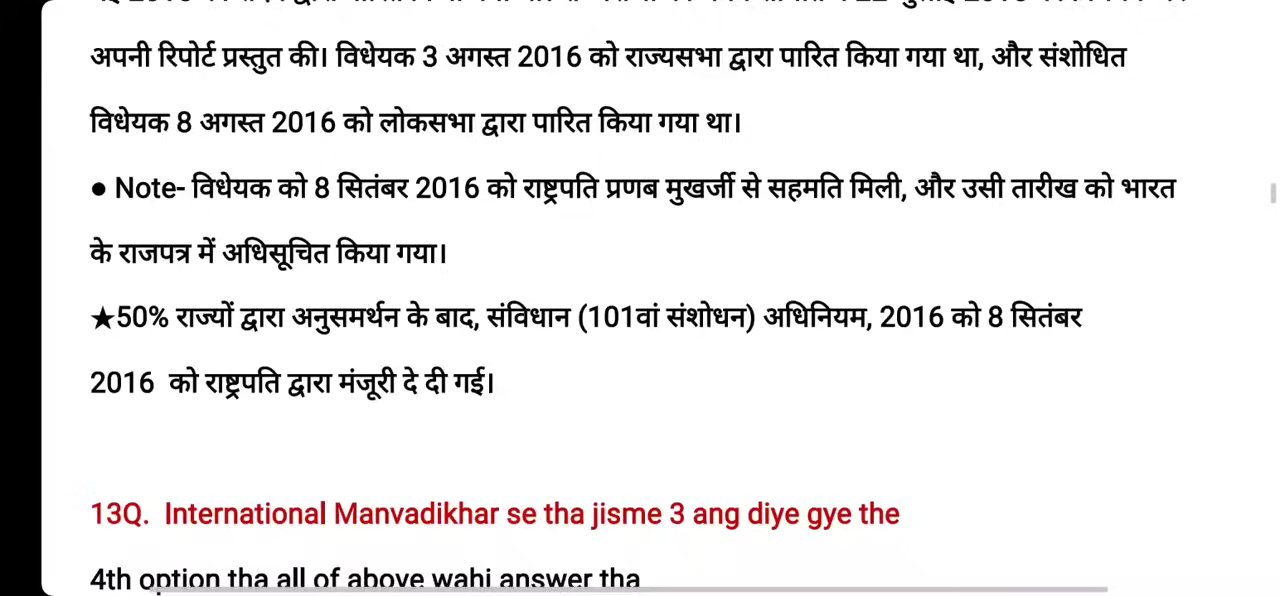 अपनी रिपोर्ट प्रस्तुत की। विधेयक 3 अगस्त 2016 को राज्यसभा द्वारा पारित किया गया था, और संशोधित
विधेयक 8 अगस्त 2016 को लोकसभा द्वारा पारित किया गया था।
● Note- विधेयक को 8 सितंबर 2016 को राष्ट्रपति प्रणब मुखर्जी से सहमति मिली, और उसी तारीख को भारत
के राजपत्र में अधिसूचित किया गया।
★50% राज्यों द्वारा अनुसमर्थन के बाद, संविधान (101वां संशोधन) अधिनियम, 2016 को 8 सितंबर
2016 को राष्ट्रपति द्वारा मंजूरी दे दी गई।
13Q. International Manvadikhar se tha jisme 3 ang diye gye the
4th option tha all of above wahi answer tha